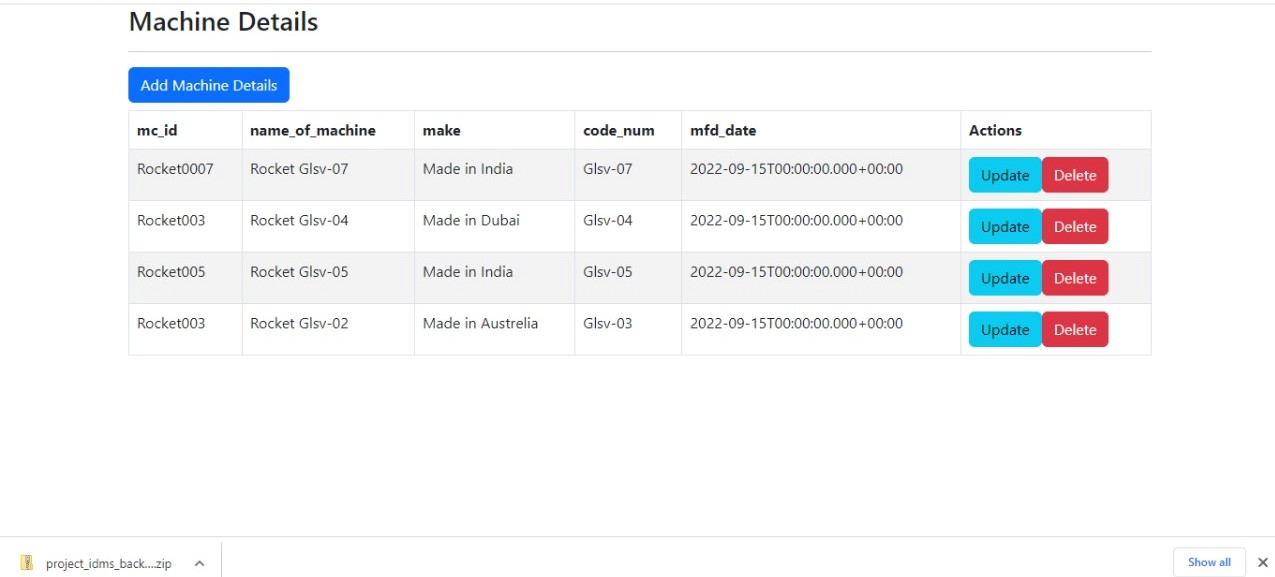 Machine Details
Add Machine Details
mc_id name_of_machine make code_num mfd_date Actions
Rocket0007 Rocket Glsv-07 Made in India Glsv-07 2022-09-15T00:00:00.000+00:00 Update Delete
Rocket003 Rocket Glsv-04 Made in Dubai Glsv-04 2022-09-15T00:00:00.000+00:00 Update Delete
Rocket005 Rocket Glsv-05 Made in India Glsv-05 2022-09-15T00:00:00.000+00:00 Update Delete
Rocket003 Rocket Glsv-02 Made in Austrelia Glsv-03 2022-09-15T00:00:00.000+00:00 Update Delete
project_idms_back....zip Show all